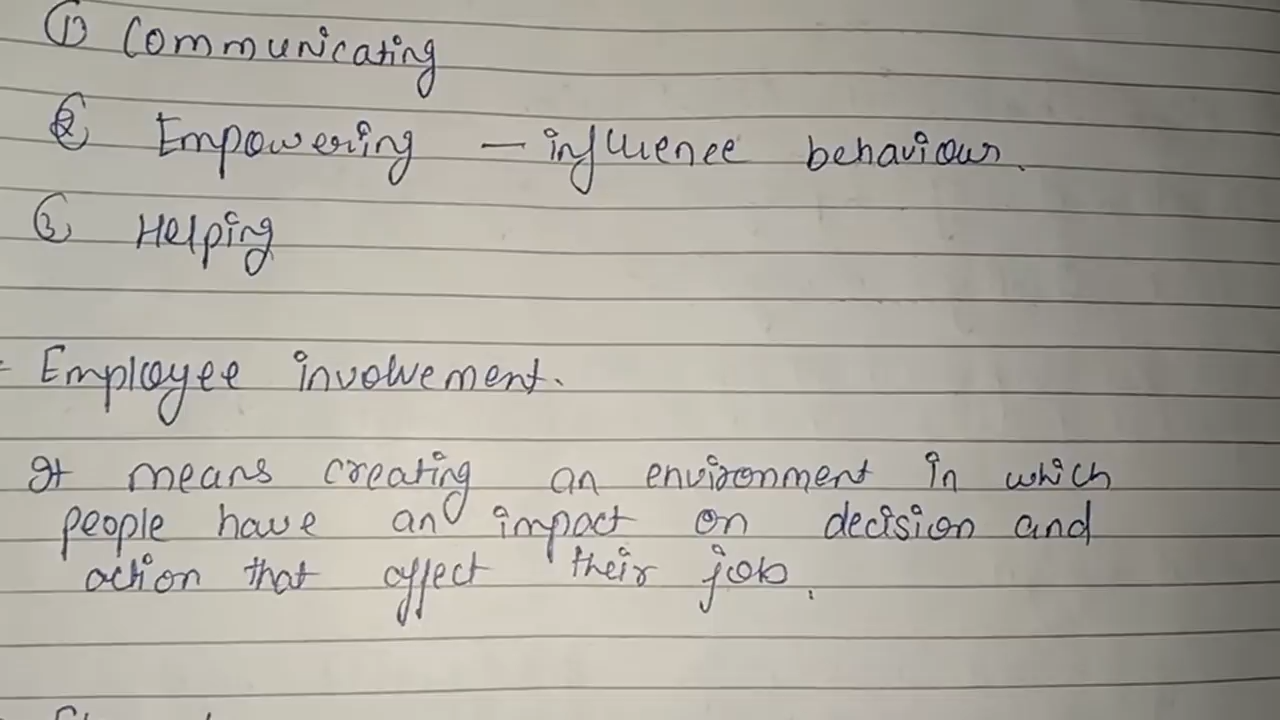 ① Communicating
② Empowering — influence behaviour.
③ Helping
- Employee involvement.
It means creating an environment in which
people have an impact on decision and
action that affect their job.